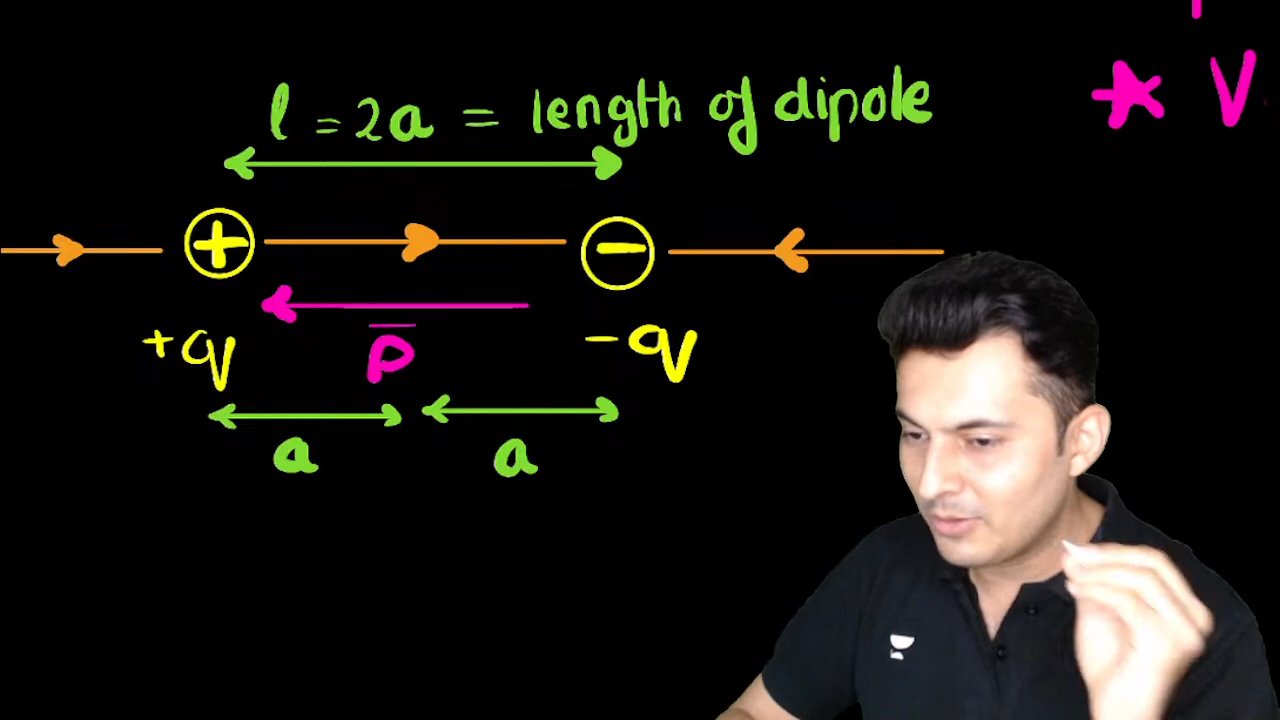 l = 2a = length of dipole
* V
+ −
+q p̅ −q
a a